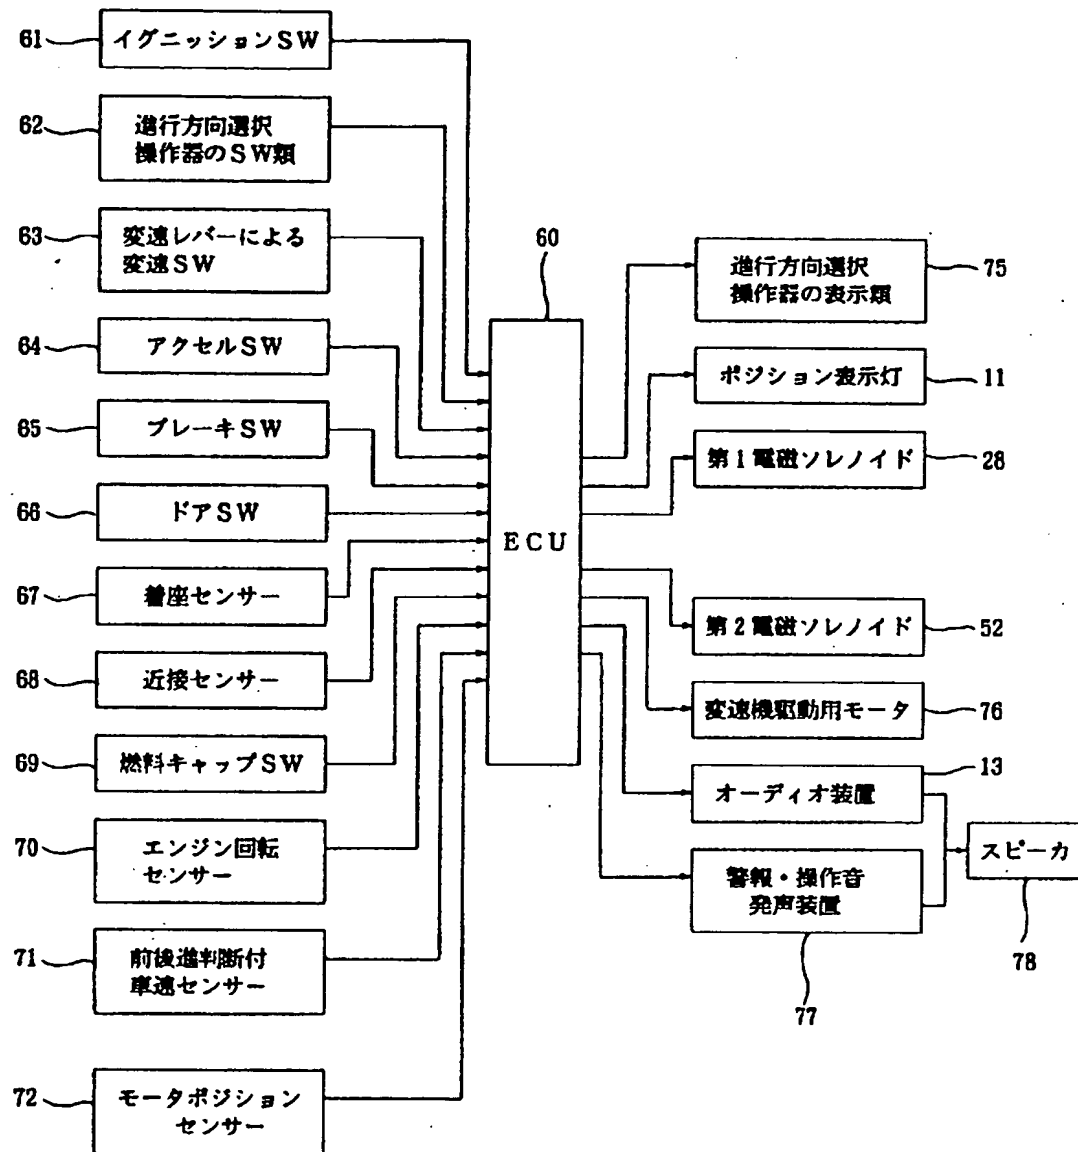 61
イグニッションSW
62
進行方向選択
操作器のSW類
63
変速レバーによる
変速SW
64
アクセルSW
65
ブレーキSW
66
ドアSW
67
着座センサー
68
近接センサー
69
燃料キャップSW
70
エンジン回転
センサー
71
前後進判断付
車速センサー
72
モータポジション
センサー
60
ECU
進行方向選択
操作器の表示類
75
ポジション表示灯
11
第1電磁ソレノイド
28
第2電磁ソレノイド
52
変速機駆動用モータ
76
オーディオ装置
13
警報・操作音
発声装置
77
スピーカ
78